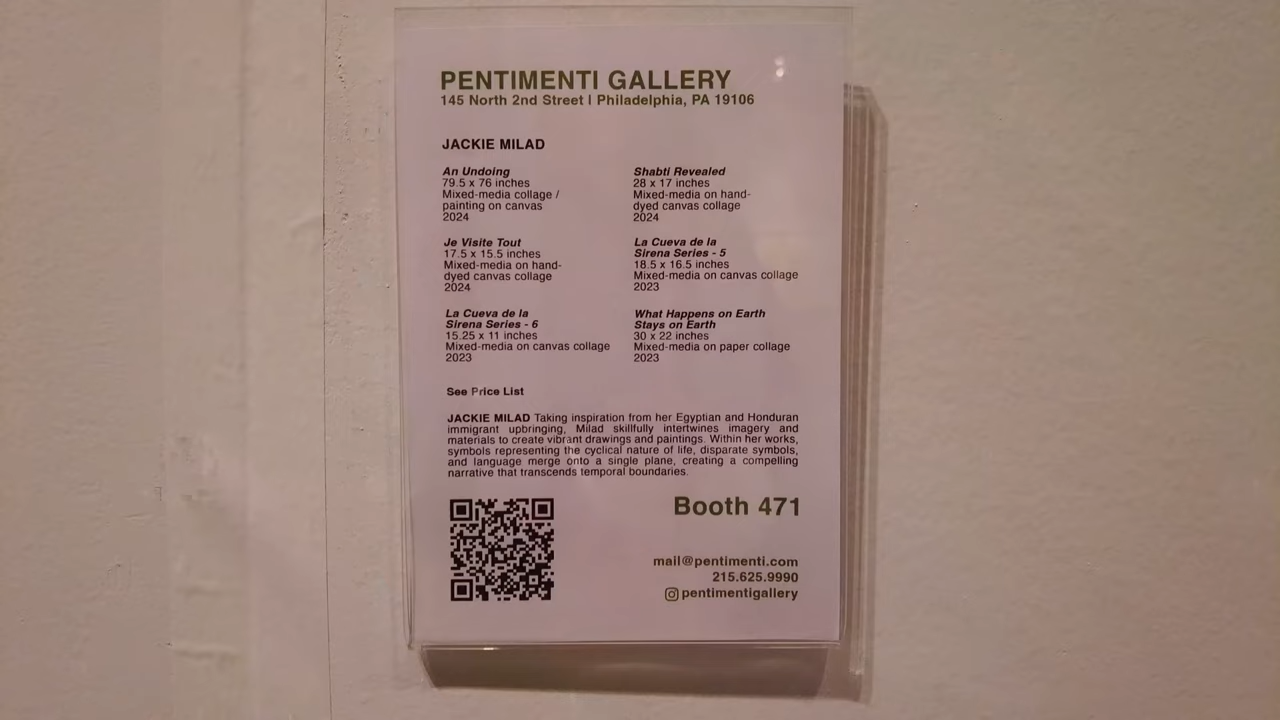 PENTIMENTI GALLERY
145 North 2nd Street | Philadelphia, PA 19106
JACKIE MILAD
An Undoing
79.5 x 76 inches
Mixed-media collage /
painting on canvas
2024
Shabti Revealed
28 x 17 inches
Mixed-media on hand-
dyed canvas collage
2024
Je Visite Tout
17.5 x 15.5 inches
Mixed-media on hand-
dyed canvas collage
2024
La Cueva de la
Sirena Series - 5
18.5 x 16.5 inches
Mixed-media on canvas collage
2023
La Cueva de la
Sirena Series - 6
15.25 x 11 inches
Mixed-media on canvas collage
2023
What Happens on Earth
Stays on Earth
30 x 22 inches
Mixed-media on paper collage
2023
See Price List
JACKIE MILAD Taking inspiration from her Egyptian and Honduran
immigrant upbringing, Milad skillfully intertwines imagery and
materials to create vibrant drawings and paintings. Within her works,
symbols representing the cyclical nature of life, disparate symbols,
and language merge onto a single plane, creating a compelling
narrative that transcends temporal boundaries.
Booth 471
mail@pentimenti.com
215.625.9990
pentimentigallery